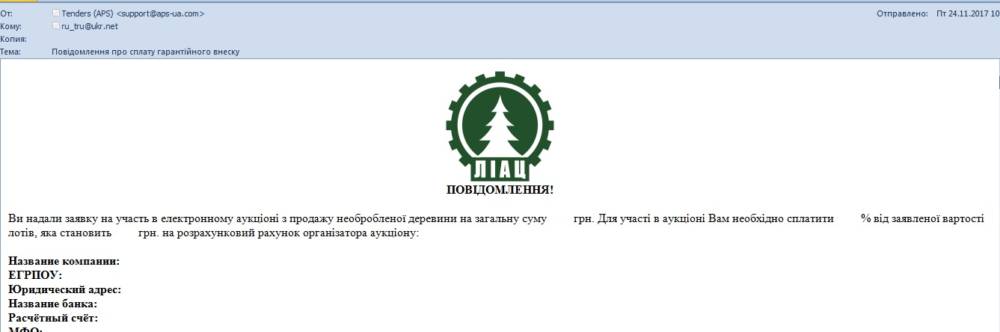 От: Tenders (APS) <support@aps-ua.com> Отправлено: Пт 24.11.2017 10
Кому: ru_tru@ukr.net
Копия:
Тема: Повідомлення про сплату гарантійного внеску
ЛІАЦ
ПОВІДОМЛЕННЯ!
Ви надали заявку на участь в електронному аукціоні з продажу необробленої деревини на загальну суму грн. Для участі в аукціоні Вам необхідно сплатити % від заявленої вартості
лотів, яка становить грн. на розрахунковий рахунок організатора аукціону:
Название компании:
ЕГРПОУ:
Юридический адрес:
Название банка:
Расчётный счёт:
МФО: